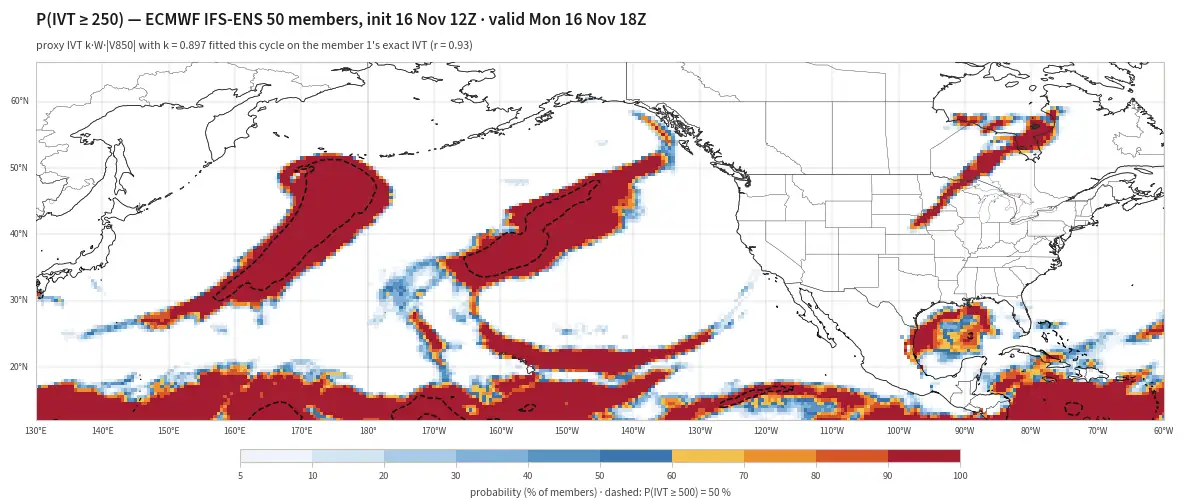 P(IVT ≥ 250) — ECMWF IFS-ENS 50 members, init 16 Nov 12Z · valid Mon 16 Nov 18Z
proxy IVT k·W·|V850| with k = 0.897 fitted this cycle on the member 1's exact IVT (r = 0.93)
60°N
50°N
40°N
30°N
20°N
130°E 140°E 150°E 160°E 170°E 180° 170°W 160°W 150°W 140°W 130°W 120°W 110°W 100°W 90°W 80°W 70°W 60°W
5 10 20 30 40 50 60 70 80 90 100
probability (% of members) · dashed: P(IVT ≥ 500) = 50 %